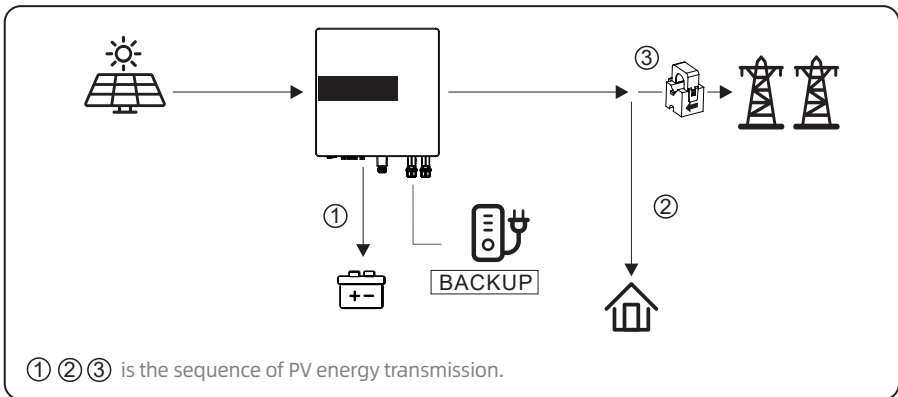 ③
①
②
+ −
BACKUP
① ② ③ is the sequence of PV energy transmission.